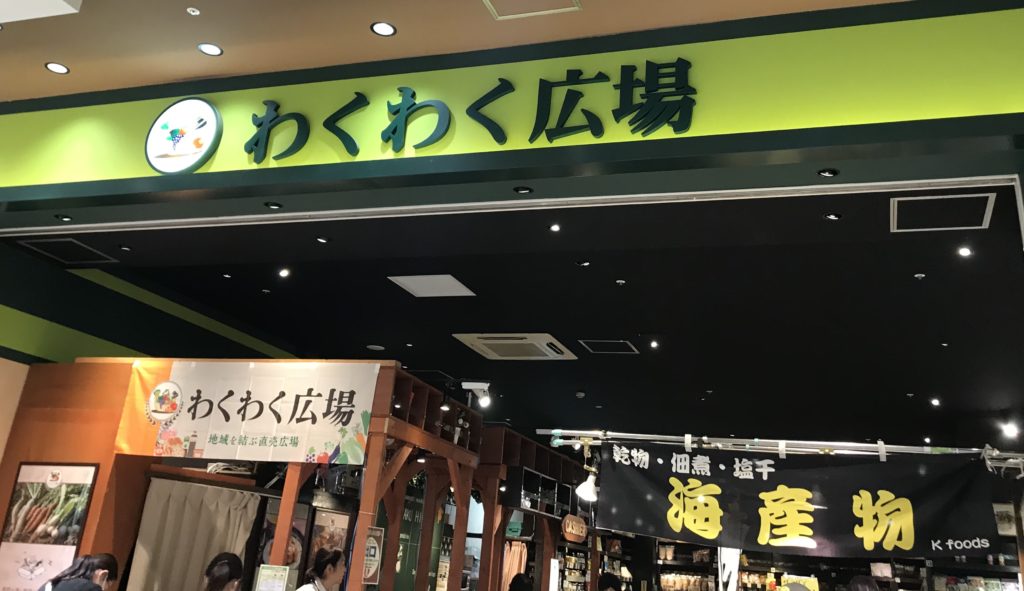 わくわく広場
わくわく広場
地域を結ぶ直売広場
乾物・佃煮・塩干
海産物
K foods